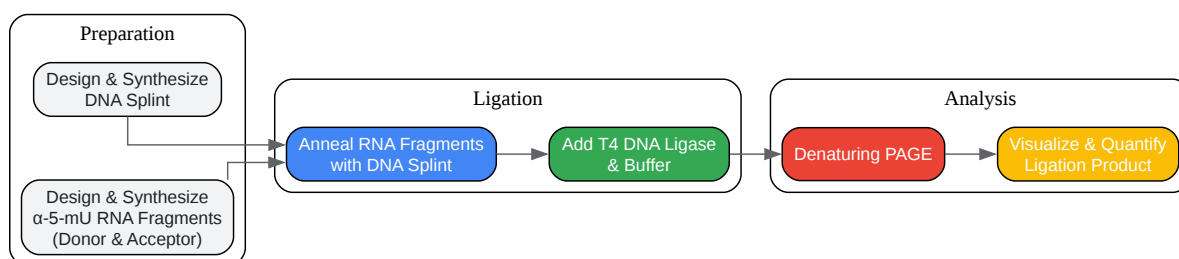 Preparation
Design & Synthesize
DNA Splint
Design & Synthesize
α-5-mU RNA Fragments
(Donor & Acceptor)
Ligation
Anneal RNA Fragments
with DNA Splint
Add T4 DNA Ligase
& Buffer
Analysis
Denaturing PAGE
Visualize & Quantify
Ligation Product